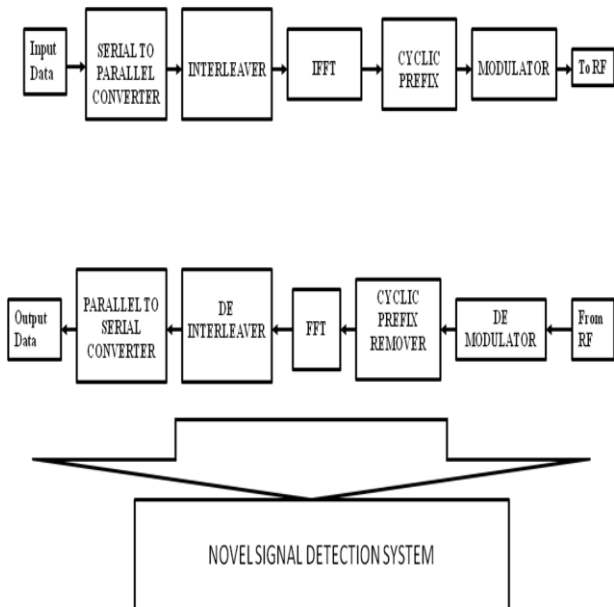 Input
Data
SERIAL TO
PARALLEL
CONVERTER
INTERLEAVER
IFFT
CYCLIC
PREFIX
MODULATOR
To RF
Output
Data
PARALLEL TO
SERIAL
CONVERTER
DE
INTERLEAVER
FFT
CYCLIC
PREFIX
REMOVER
DE
MODULATOR
From
RF
NOVEL SIGNAL DETECTION SYSTEM